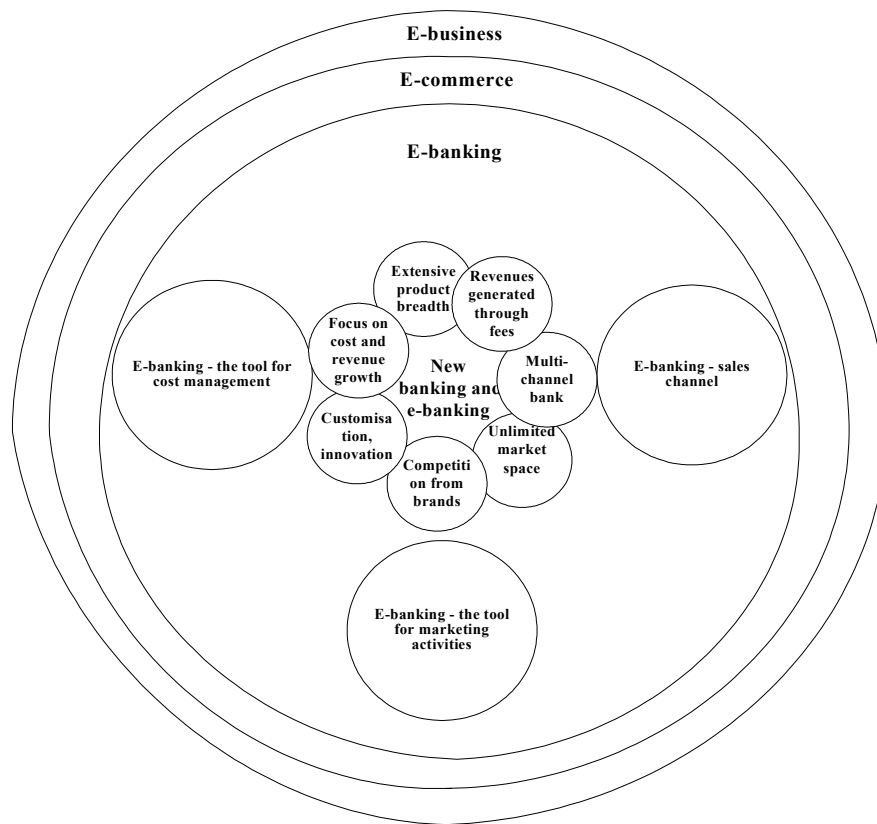 E-business
E-commerce
E-banking
Extensive
product
breadth
Revenues
generated
through
fees
Focus on
cost and
revenue
growth
E-banking - the tool for
cost management
New
banking and
e-banking
Multi-
channel
bank
E-banking - sales
channel
Customisa
tion,
innovation
Unlimited
market
space
Competiti
on from
brands
E-banking - the tool
for marketing
activities